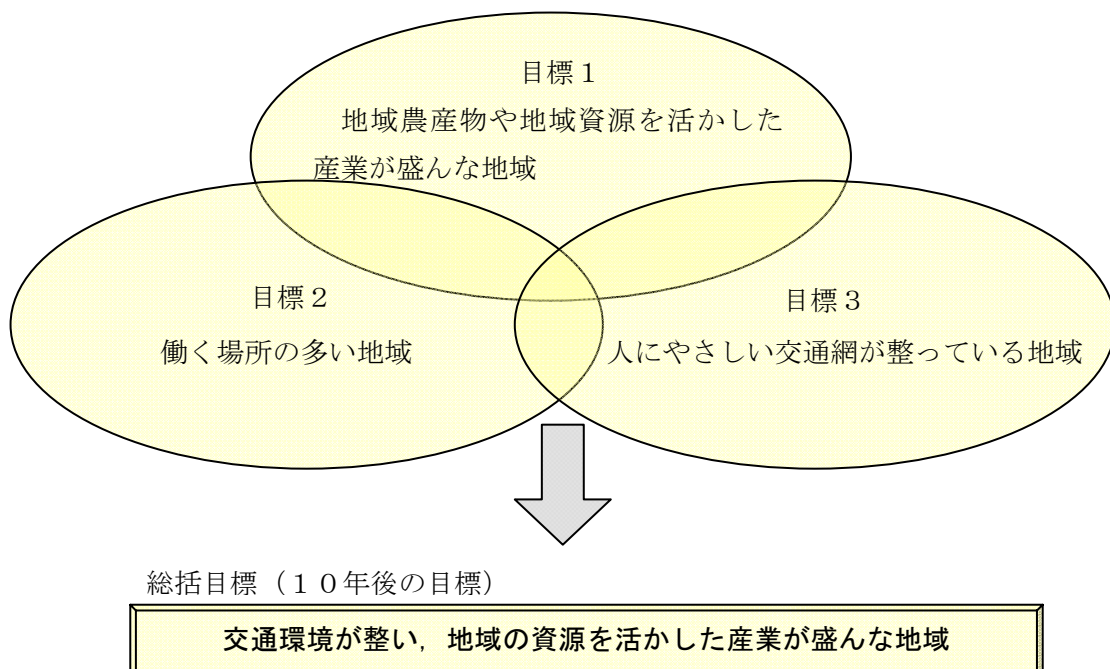 目標１
地域農産物や地域資源を活かした
産業が盛んな地域
目標２
働く場所の多い地域
目標３
人にやさしい交通網が整っている地域
総括目標（１０年後の目標）
交通環境が整い，地域の資源を活かした産業が盛んな地域